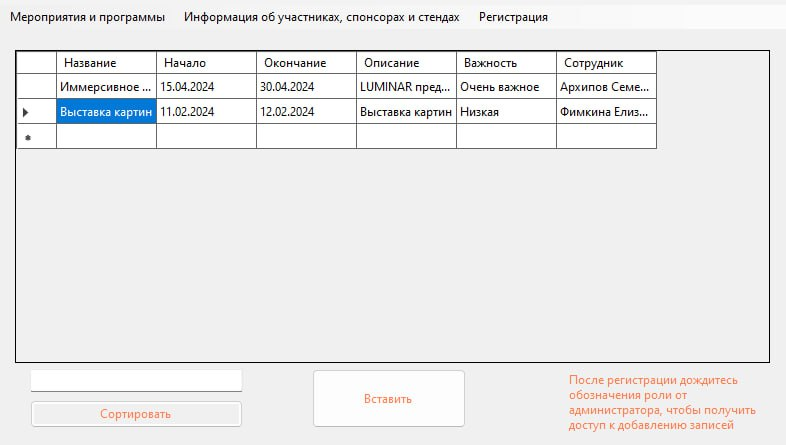 Мероприятия и программы Информация об участниках, спонсорах и стендах Регистрация
Название Начало Окончание Описание Важность Сотрудник
Иммерсивное ... 15.04.2024 30.04.2024 LUMINAR пред... Очень важное Архипов Семе...
Выставка картин 11.02.2024 12.02.2024 Выставка картин Низкая Фимкина Елиз...
Сортировать
Вставить
После регистрации дождитесь
обозначения роли от
администратора, чтобы получить
доступ к добавлению записей